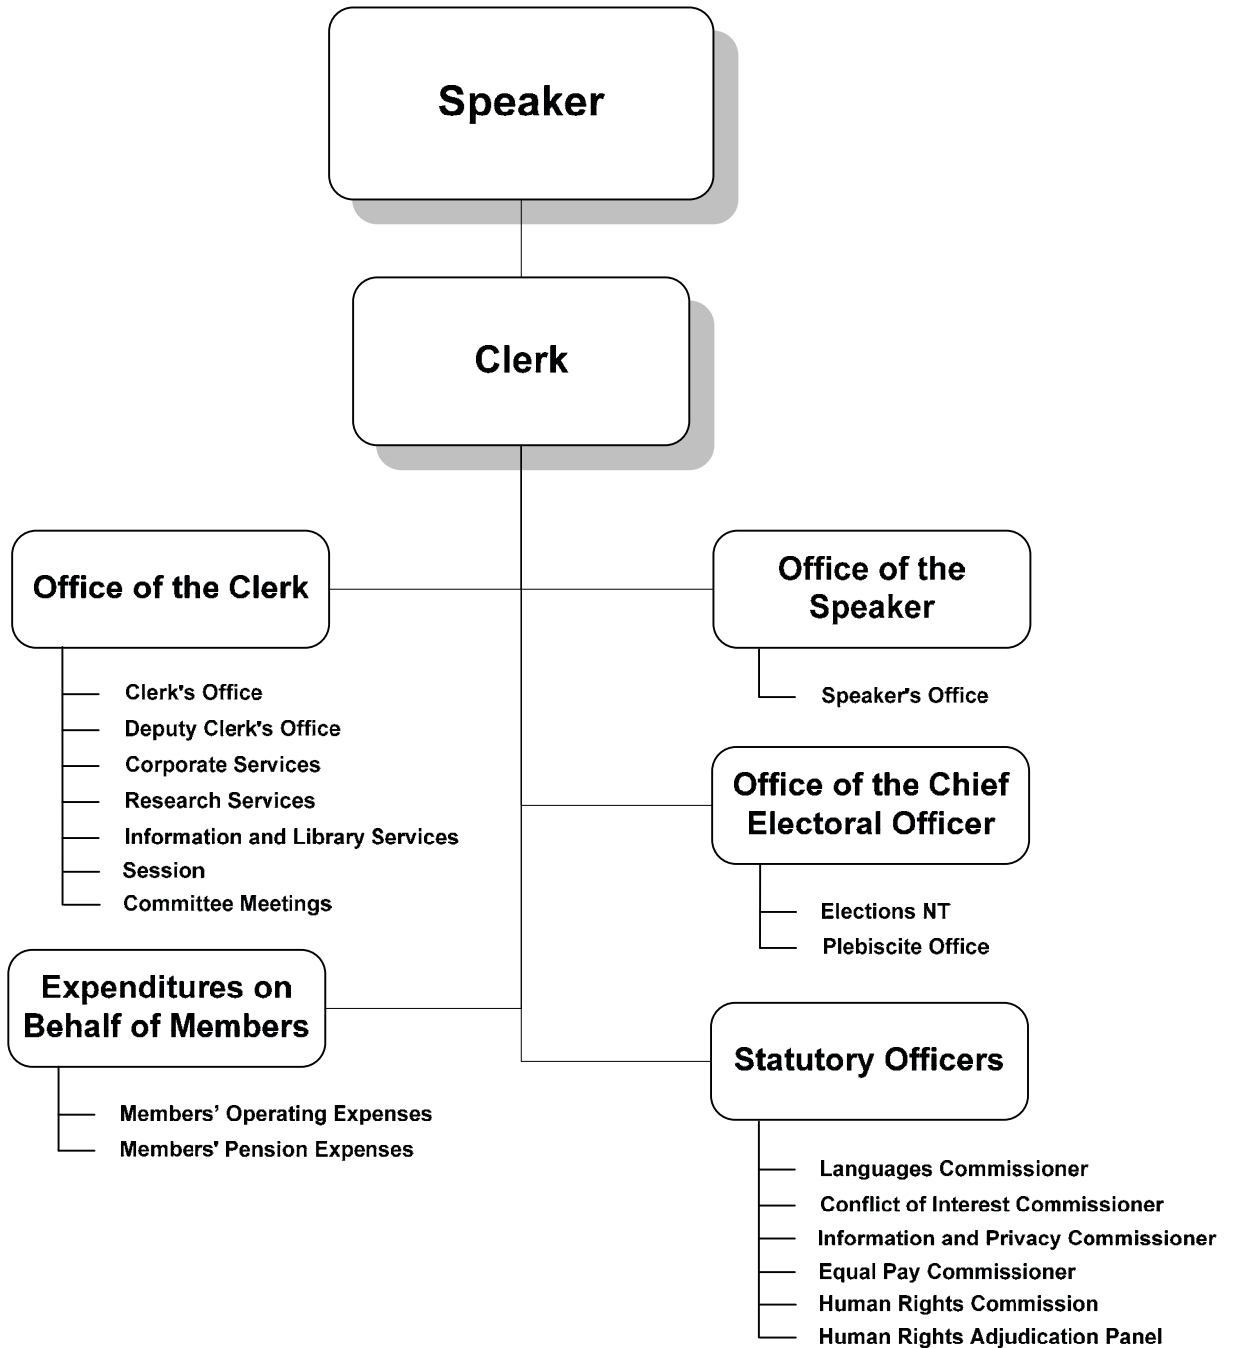 Speaker
Clerk
Office of the Clerk
Clerk's Office
Deputy Clerk's Office
Corporate Services
Research Services
Information and Library Services
Session
Committee Meetings
Expenditures on
Behalf of Members
Members’ Operating Expenses
Members' Pension Expenses
Office of the
Speaker
Speaker's Office
Office of the Chief
Electoral Officer
Elections NT
Plebiscite Office
Statutory Officers
Languages Commissioner
Conflict of Interest Commissioner
Information and Privacy Commissioner
Equal Pay Commissioner
Human Rights Commission
Human Rights Adjudication Panel